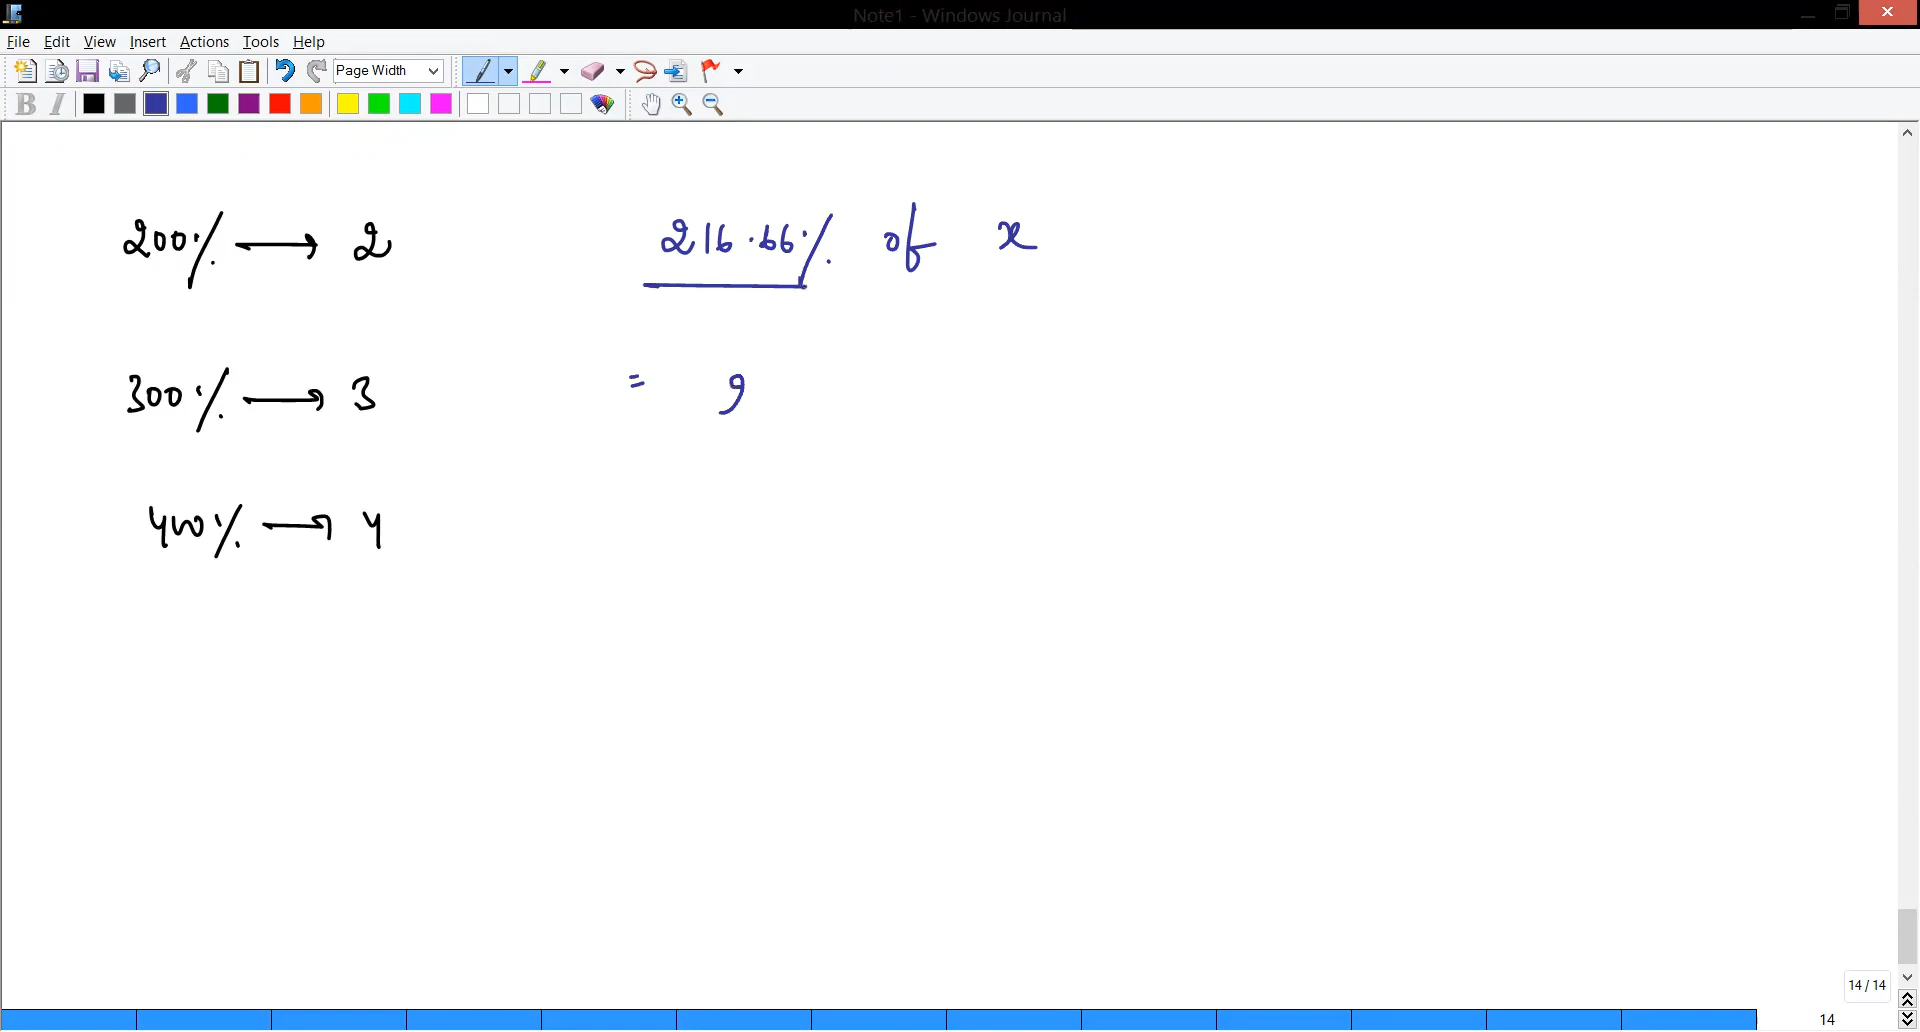 Note1 - Windows Journal
File Edit View Insert Actions Tools Help
Page Width
B I
200% → 2
216.66% of x
300% → 3
= 9
400% → 4
14 / 14
14